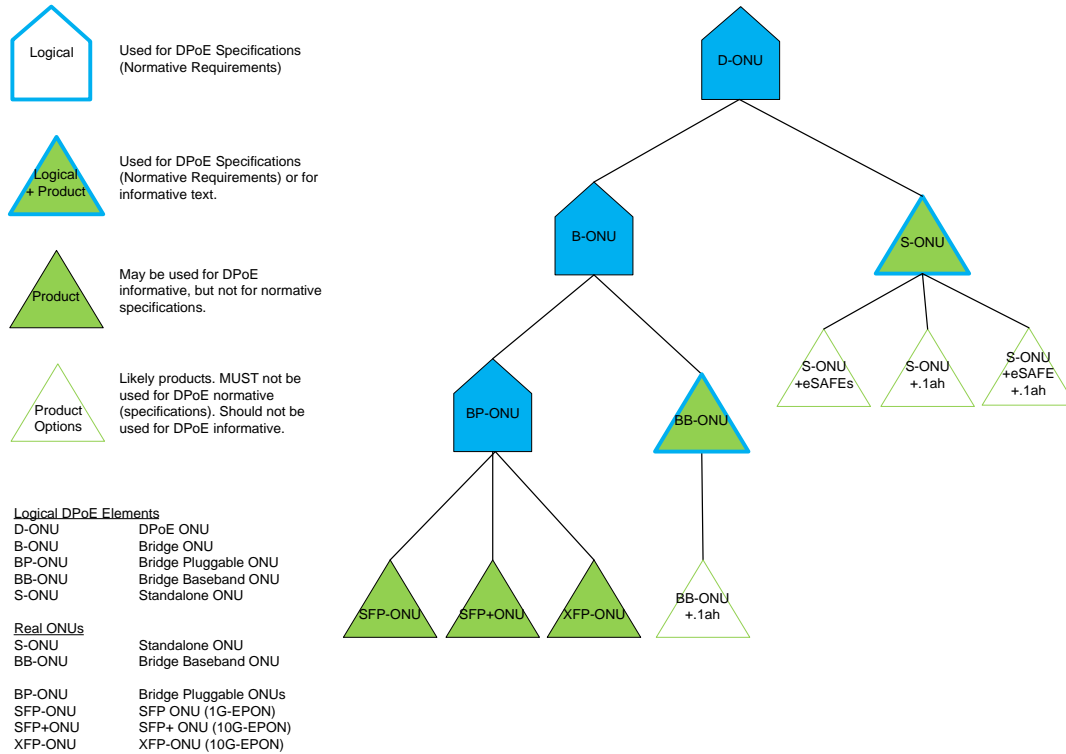 Logical
Used for DPoE Specifications
(Normative Requirements)
Logical
+ Product
Used for DPoE Specifications
(Normative Requirements) or for
informative text.
Product
May be used for DPoE
informative, but not for normative
specifications.
Product
Options
Likely products. MUST not be
used for DPoE normative
(specifications). Should not be
used for DPoE informative.
D-ONU
B-ONU
S-ONU
S-ONU
+eSAFEs
S-ONU
+.1ah
S-ONU
+eSAFE
+.1ah
BP-ONU
BB-ONU
SFP-ONU
SFP+ONU
XFP-ONU
BB-ONU
+.1ah
Logical DPoE Elements
D-ONU DPoE ONU
B-ONU Bridge ONU
BP-ONU Bridge Pluggable ONU
BB-ONU Bridge Baseband ONU
S-ONU Standalone ONU
Real ONUs
S-ONU Standalone ONU
BB-ONU Bridge Baseband ONU
BP-ONU Bridge Pluggable ONUs
SFP-ONU SFP ONU (1G-EPON)
SFP+ONU SFP+ ONU (10G-EPON)
XFP-ONU XFP-ONU (10G-EPON)